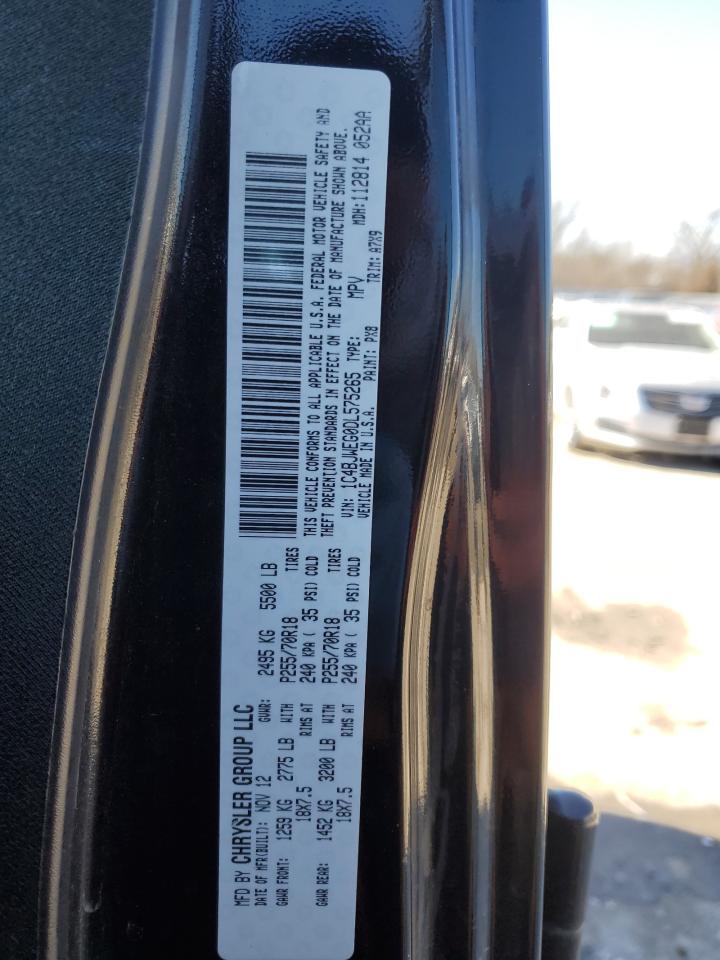 MFD BY CHRYSLER GROUP LLC
DATE OF MFR(BUILT): NOV 12 GVWR: 2495 KG 5500 LB
GAWR FRONT: 1259 KG 2775 LB WITH P255/70R18 TIRES
18X7.5 RIMS AT 240 KPA ( 35 PSI) COLD
GAWR REAR: 1452 KG 3200 LB WITH P255/70R18 TIRES
18X7.5 RIMS AT 240 KPA ( 35 PSI) COLD
THIS VEHICLE CONFORMS TO ALL APPLICABLE U.S.A. FEDERAL MOTOR VEHICLE SAFETY AND
THEFT PREVENTION STANDARDS IN EFFECT ON THE DATE OF MANUFACTURE SHOWN ABOVE.
VIN: 1C4BJWEG0DL575265 TYPE: MPV MDH:112814 052AA
VEHICLE MADE IN U.S.A. PAINT: PX8 TRIM: A7X9